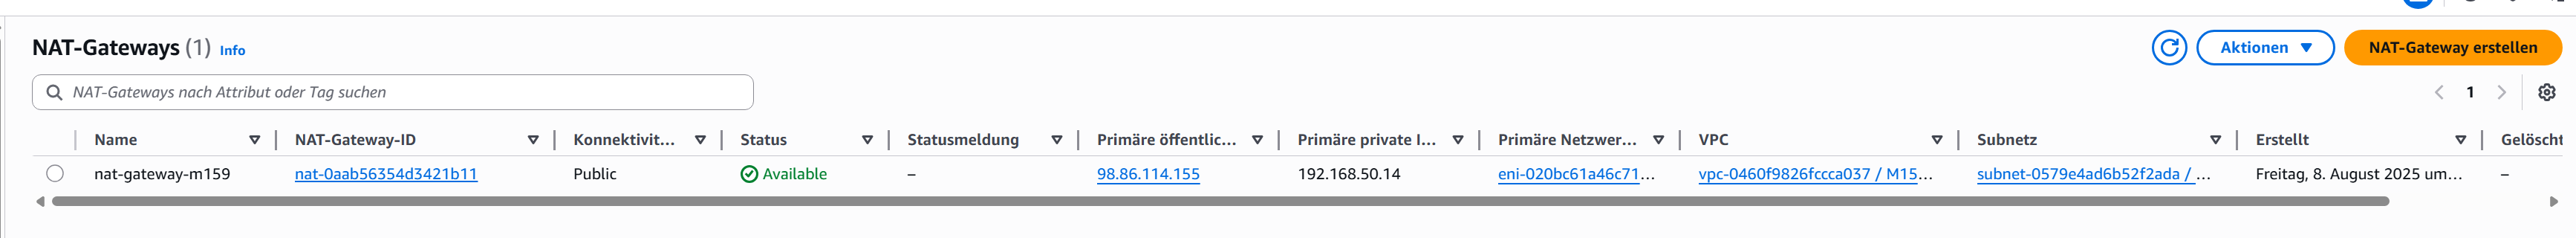 NAT-Gateways (1) Info
Aktionen
NAT-Gateway erstellen
NAT-Gateways nach Attribut oder Tag suchen
1
Name NAT-Gateway-ID Konnektivit... Status Statusmeldung Primäre öffentlic... Primäre private I... Primäre Netzwer... VPC Subnetz Erstellt Gelöscht
nat-gateway-m159 nat-0aab56354d3421b11 Public Available – 98.86.114.155 192.168.50.14 eni-020bc61a46c71... vpc-0460f9826fccca037 / M15... subnet-0579e4ad6b52f2ada / ... Freitag, 8. August 2025 um... –